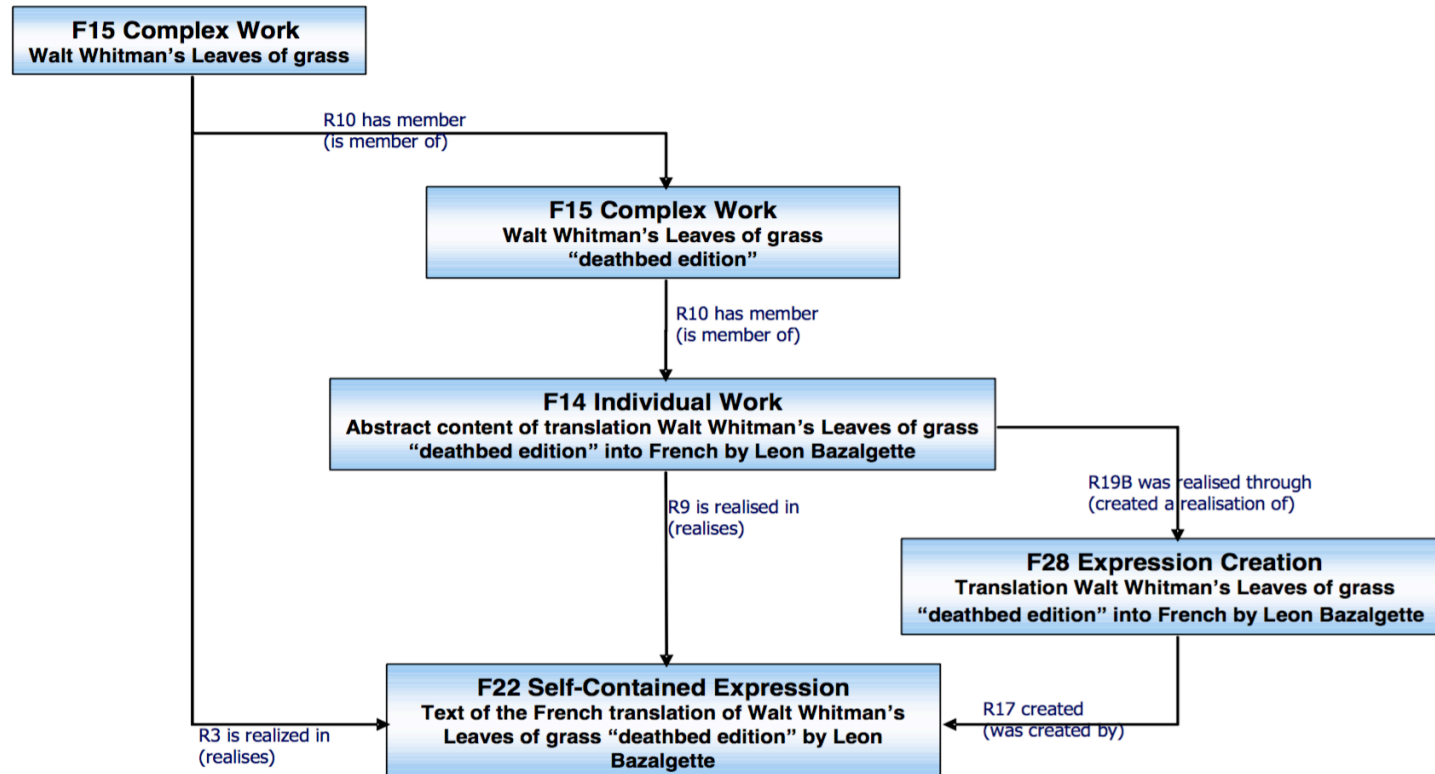 F15 Complex Work
Walt Whitman’s Leaves of grass
R10 has member
(is member of)
F15 Complex Work
Walt Whitman’s Leaves of grass
“deathbed edition”
R10 has member
(is member of)
F14 Individual Work
Abstract content of translation Walt Whitman’s Leaves of grass
“deathbed edition” into French by Leon Bazalgette
R19B was realised through
(created a realisation of)
R9 is realised in
(realises)
F28 Expression Creation
Translation Walt Whitman’s Leaves of grass
“deathbed edition” into French by Leon Bazalgette
F22 Self-Contained Expression
Text of the French translation of Walt Whitman’s
Leaves of grass “deathbed edition” by Leon
Bazalgette
R17 created
(was created by)
R3 is realized in
(realises)